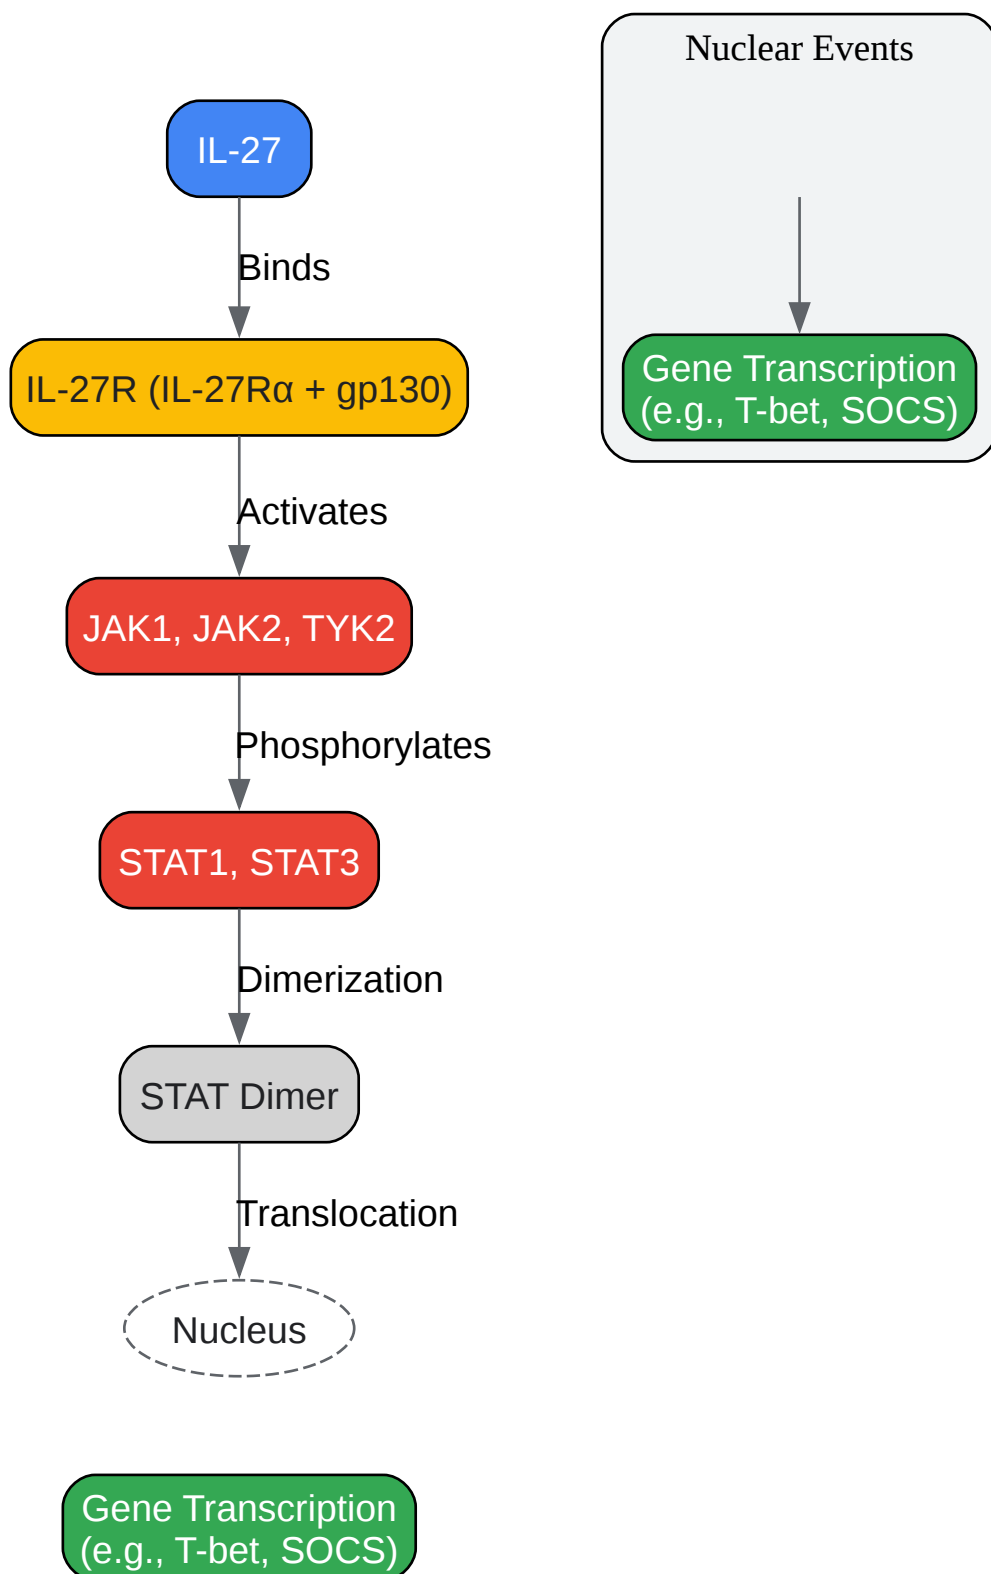 Nuclear Events
IL-27
Binds
IL-27R (IL-27Rα + gp130)
Gene Transcription
(e.g., T-bet, SOCS)
Activates
JAK1, JAK2, TYK2
Phosphorylates
STAT1, STAT3
Dimerization
STAT Dimer
Translocation
Nucleus
Gene Transcription
(e.g., T-bet, SOCS)